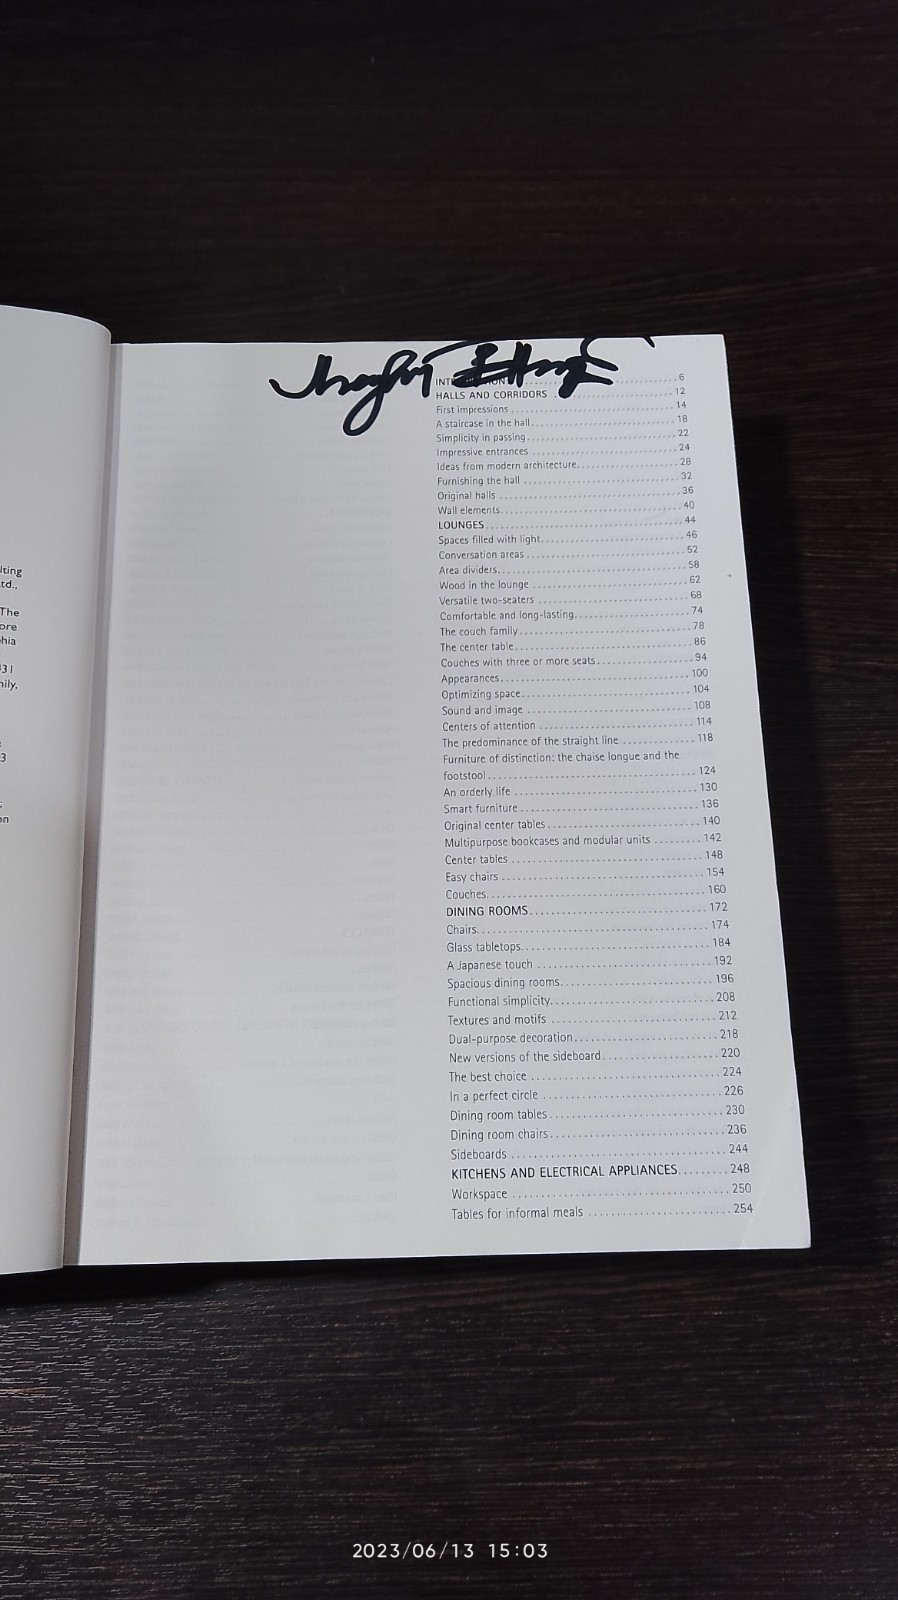 lting
td.,
The
ore
hia
31
nily,
3
on
INTRODUCTION ........ 6
HALLS AND CORRIDORS ........ 12
First impressions ........ 14
A staircase in the hall ........ 18
Simplicity in passing ........ 22
Impressive entrances ........ 24
Ideas from modern architecture ........ 28
Furnishing the hall ........ 32
Original halls ........ 36
Wall elements ........ 40
LOUNGES ........ 44
Spaces filled with light ........ 46
Conversation areas ........ 52
Area dividers ........ 58
Wood in the lounge ........ 62
Versatile two-seaters ........ 68
Comfortable and long-lasting ........ 74
The couch family ........ 78
The center table ........ 86
Couches with three or more seats ........ 94
Appearances ........ 100
Optimizing space ........ 104
Sound and image ........ 108
Centers of attention ........ 114
The predominance of the straight line ........ 118
Furniture of distinction: the chaise longue and the
footstool ........ 124
An orderly life ........ 130
Smart furniture ........ 136
Original center tables ........ 140
Multipurpose bookcases and modular units ........ 142
Center tables ........ 148
Easy chairs ........ 154
Couches ........ 160
DINING ROOMS ........ 172
Chairs ........ 174
Glass tabletops ........ 184
A Japanese touch ........ 192
Spacious dining rooms ........ 196
Functional simplicity ........ 208
Textures and motifs ........ 212
Dual-purpose decoration ........ 218
New versions of the sideboard ........ 220
The best choice ........ 224
In a perfect circle ........ 226
Dining room tables ........ 230
Dining room chairs ........ 236
Sideboards ........ 244
KITCHENS AND ELECTRICAL APPLIANCES ........ 248
Workspace ........ 250
Tables for informal meals ........ 254
2023/06/13 15:03